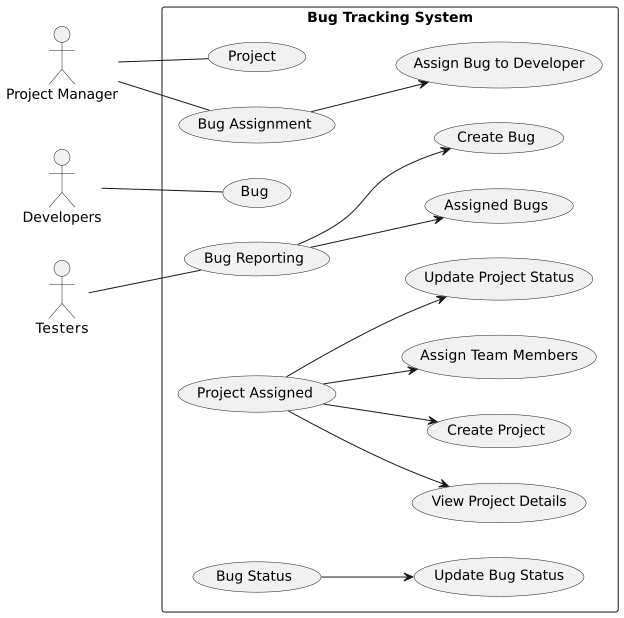 Bug Tracking System
Project Manager
Developers
Testers
Project
Bug Assignment
Bug
Bug Reporting
Project Assigned
Bug Status
Assign Bug to Developer
Create Bug
Assigned Bugs
Update Project Status
Assign Team Members
Create Project
View Project Details
Update Bug Status